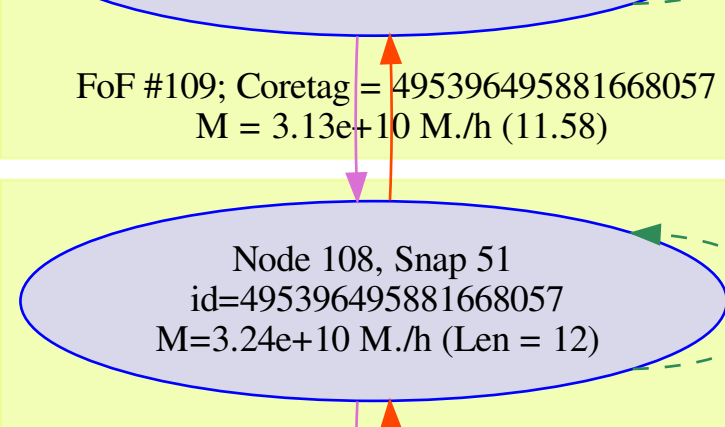 FoF #109; Coretag = 495396495881668057
M = 3.13e+10 M./h (11.58)
Node 108, Snap 51
id=495396495881668057
M=3.24e+10 M./h (Len = 12)